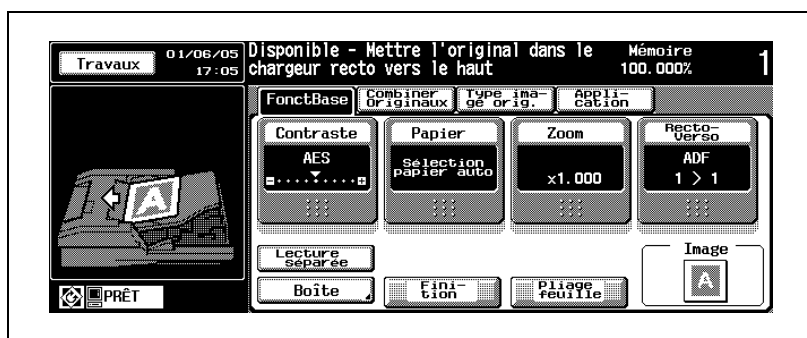 Travaux
01/06/05
17:05
Disponible - Mettre l'original dans le
chargeur recto vers le haut
Mémoire
100.000%
1
FonctBase
Combiner
Originaux
Type ima-
ge orig.
Appli-
cation
Contraste
AES
Papier
Sélection
papier auto
Zoom
x1.000
Recto-
Verso
ADF
1 > 1
A
Lecture
séparée
Boîte
Fini-
tion
Pliage
feuille
Image
A
PRÊT